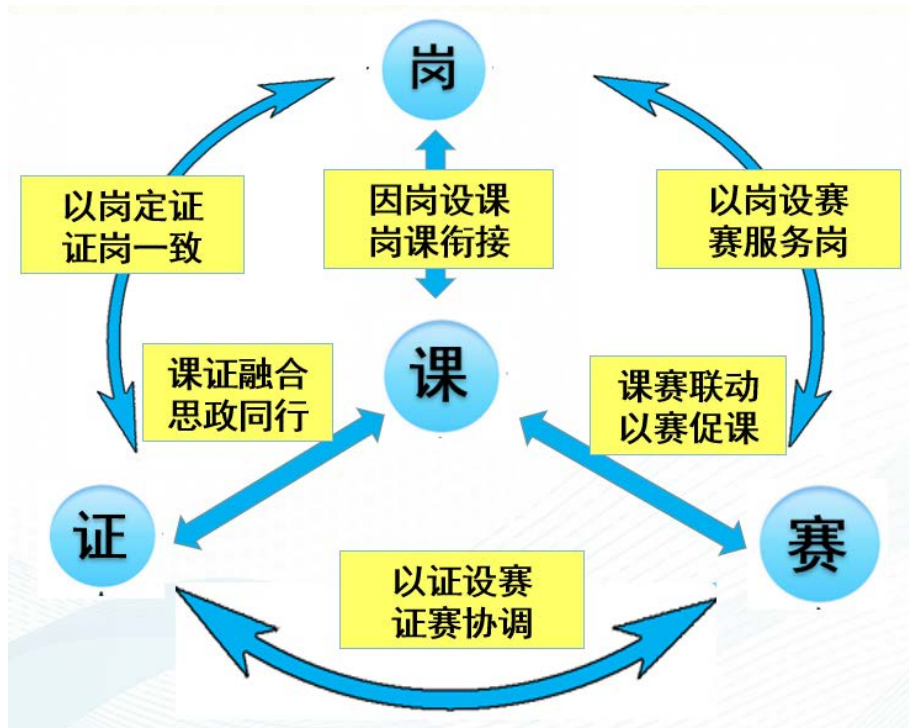 岗
以岗定证
证岗一致
因岗设课
岗课衔接
以岗设赛
赛服务岗
课证融合
思政同行
课
课赛联动
以赛促课
证
赛
以证设赛
证赛协调